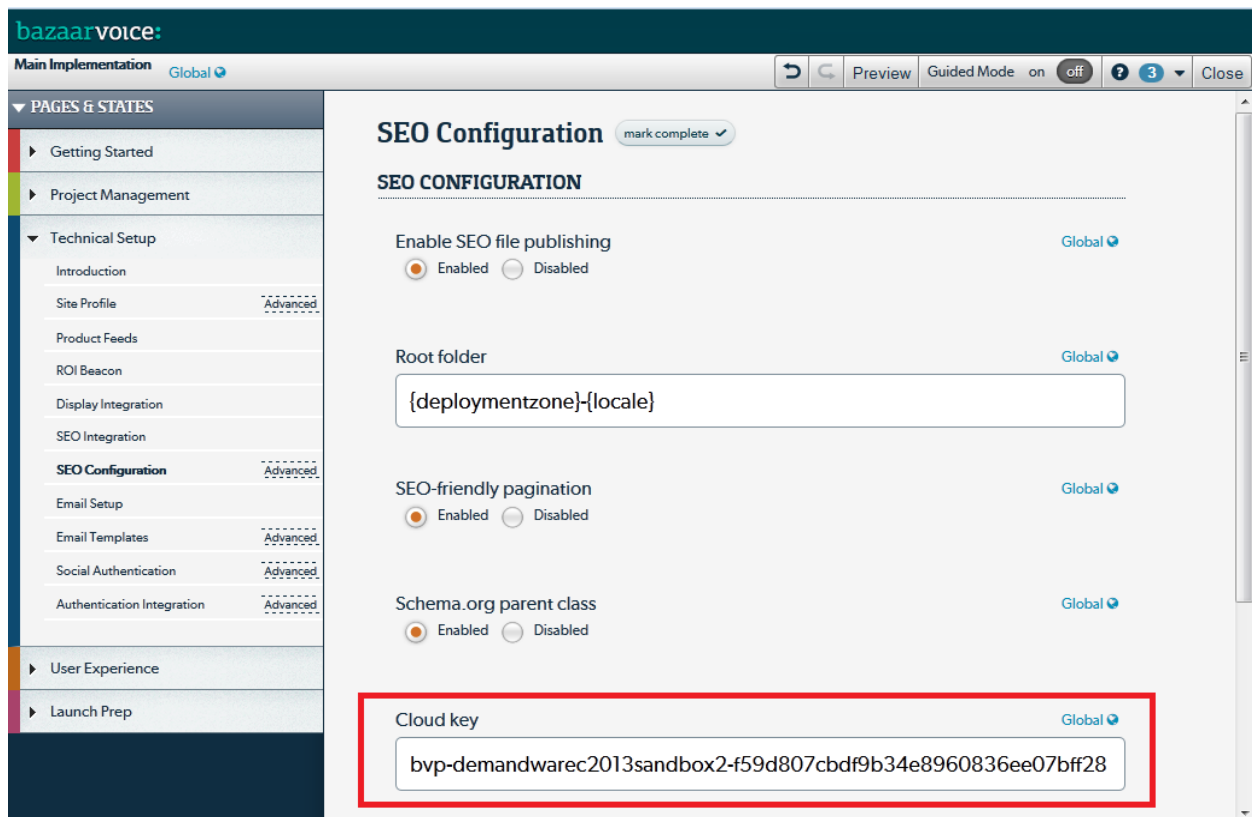 bazaarvoice:
Main Implementation Global
Preview Guided Mode on off ? 3 Close
PAGES & STATES
Getting Started
Project Management
Technical Setup
Introduction
Site Profile Advanced
Product Feeds
ROI Beacon
Display Integration
SEO Integration
SEO Configuration Advanced
Email Setup
Email Templates Advanced
Social Authentication Advanced
Authentication Integration Advanced
User Experience
Launch Prep
SEO Configuration mark complete ✓
SEO CONFIGURATION
Enable SEO file publishing Global
Enabled Disabled
Root folder Global
{deploymentzone}-{locale}
SEO-friendly pagination Global
Enabled Disabled
Schema.org parent class Global
Enabled Disabled
Cloud key Global
bvp-demandwarec2013sandbox2-f59d807cbdf9b34e8960836ee07bff28